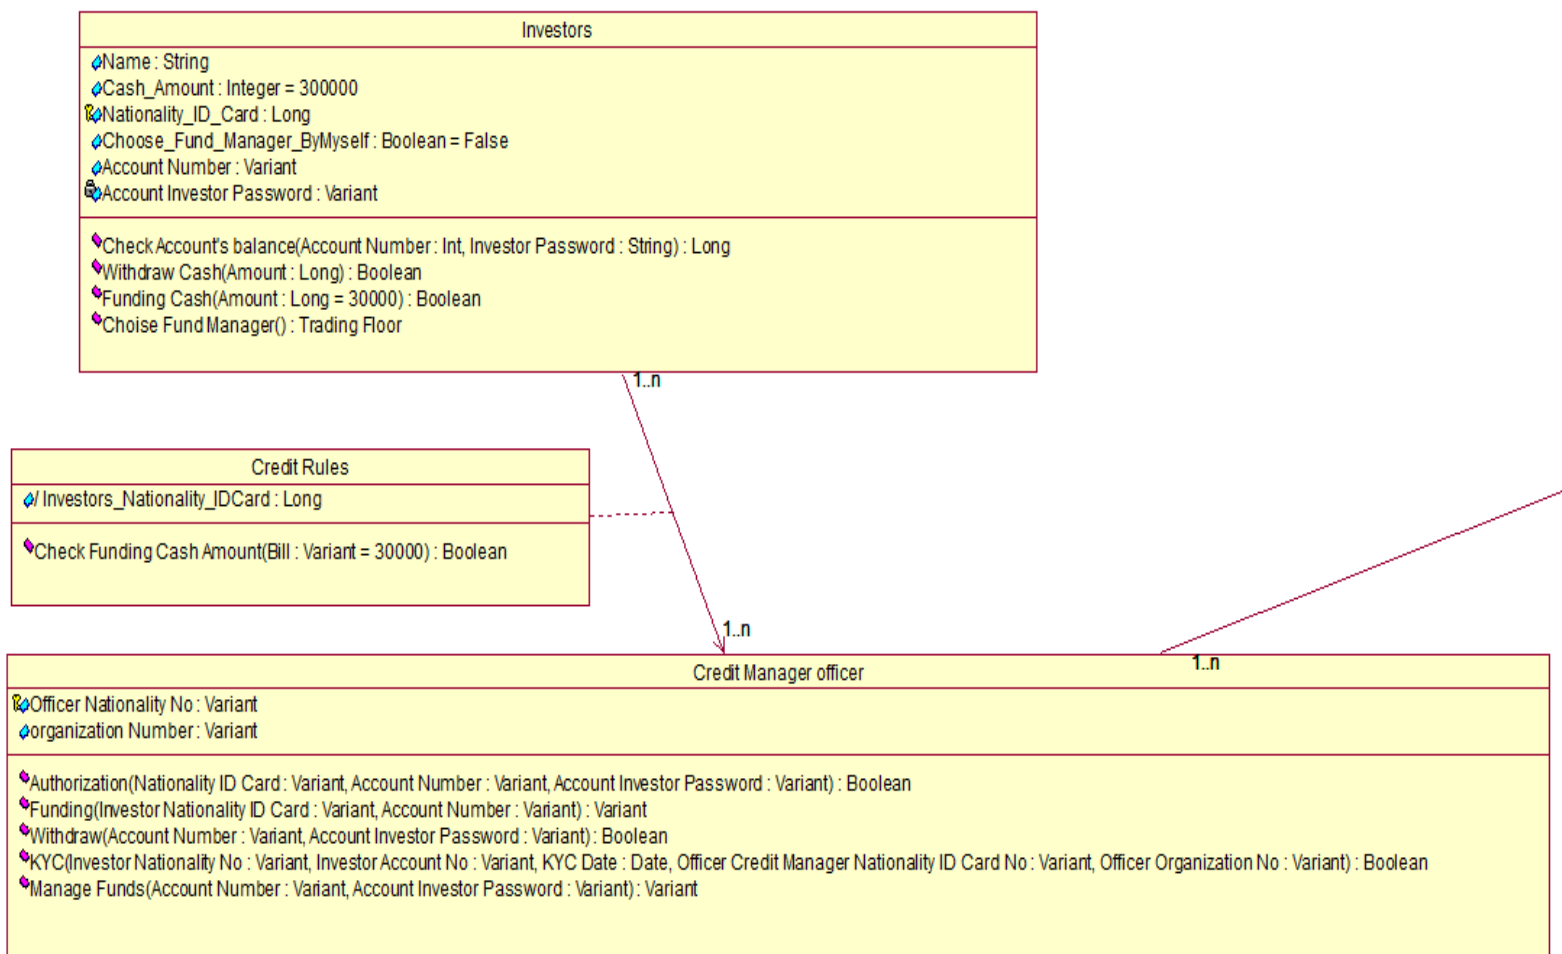 Investors
Name : String
Cash_Amount : Integer = 300000
Nationality_ID_Card : Long
Choose_Fund_Manager_ByMyself : Boolean = False
Account Number : Variant
Account Investor Password : Variant
Check Account's balance(Account Number : Int, Investor Password : String) : Long
Withdraw Cash(Amount : Long) : Boolean
Funding Cash(Amount : Long = 30000) : Boolean
Choise Fund Manager() : Trading Floor
1..n
Credit Rules
/ Investors_Nationality_IDCard : Long
Check Funding Cash Amount(Bill : Variant = 30000) : Boolean
1..n
1..n
Credit Manager officer
Officer Nationality No : Variant
organization Number : Variant
Authorization(Nationality ID Card : Variant, Account Number : Variant, Account Investor Password : Variant) : Boolean
Funding(Investor Nationality ID Card : Variant, Account Number : Variant) : Variant
Withdraw(Account Number : Variant, Account Investor Password : Variant) : Boolean
KYC(Investor Nationality No : Variant, Investor Account No : Variant, KYC Date : Date, Officer Credit Manager Nationality ID Card No : Variant, Officer Organization No : Variant) : Boolean
Manage Funds(Account Number : Variant, Account Investor Password : Variant) : Variant